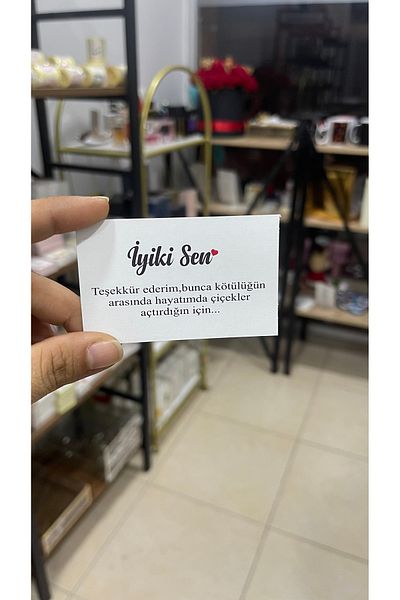 İyiki Sen
Teşekkür ederim,bunca kötülüğün
arasında hayatımda çiçekler
açtırdığın için...